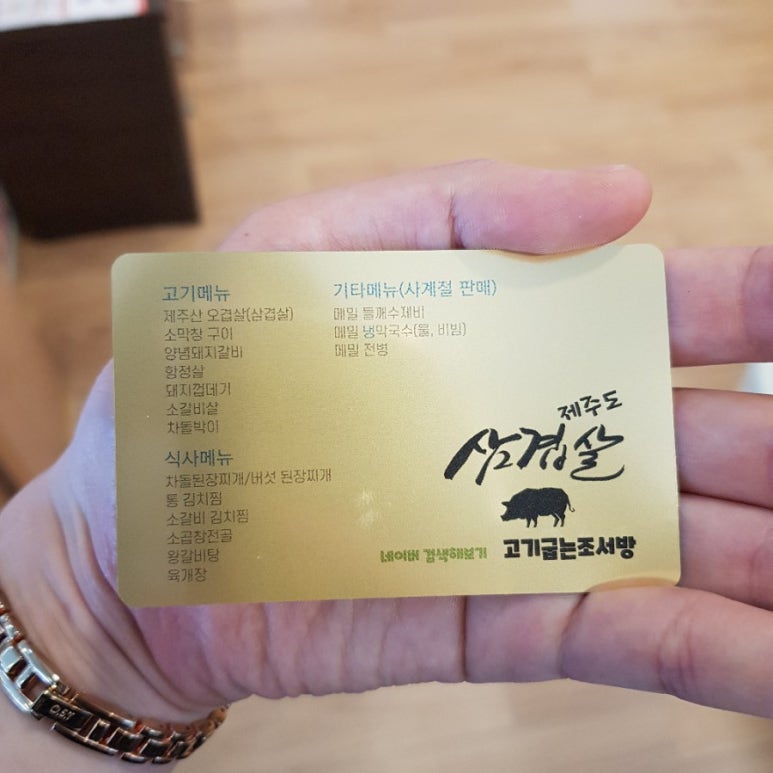 고기메뉴
제주산 오겹살(삼겹살)
소막창 구이
양념돼지갈비
항정살
돼지껍데기
소갈비살
차돌박이
식사메뉴
차돌된장찌개/버섯 된장찌개
통 김치찜
소갈비 김치찜
소곱창전골
왕갈비탕
육개장
기타메뉴(사계절 판매)
메밀 들깨수제비
메밀 냉막국수(물, 비빔)
메밀 전병
제주도
삼겹살
고기굽는조서방
네이버 검색해보기